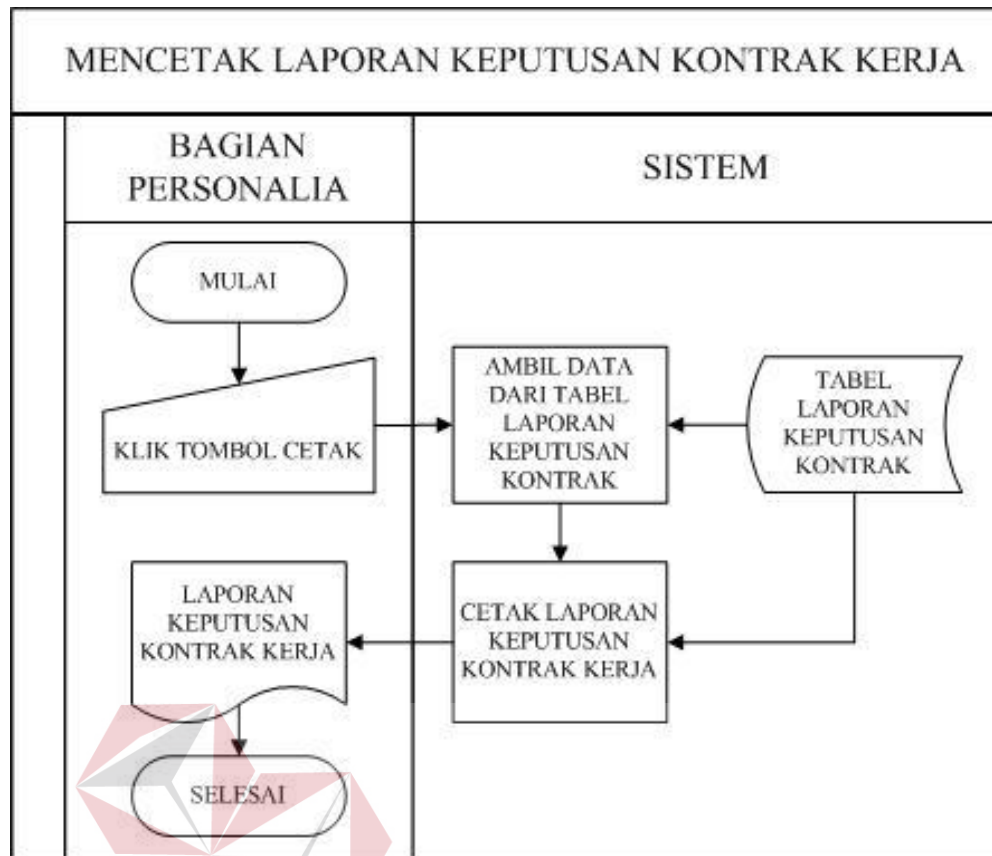 MENCETAK LAPORAN KEPUTUSAN KONTRAK KERJA
BAGIAN
PERSONALIA
SISTEM
MULAI
KLIK TOMBOL CETAK
AMBIL DATA
DARI TABEL
LAPORAN
KEPUTUSAN
KONTRAK
TABEL
LAPORAN
KEPUTUSAN
KONTRAK
CETAK LAPORAN
KEPUTUSAN
KONTRAK KERJA
LAPORAN
KEPUTUSAN
KONTRAK KERJA
SELESAI